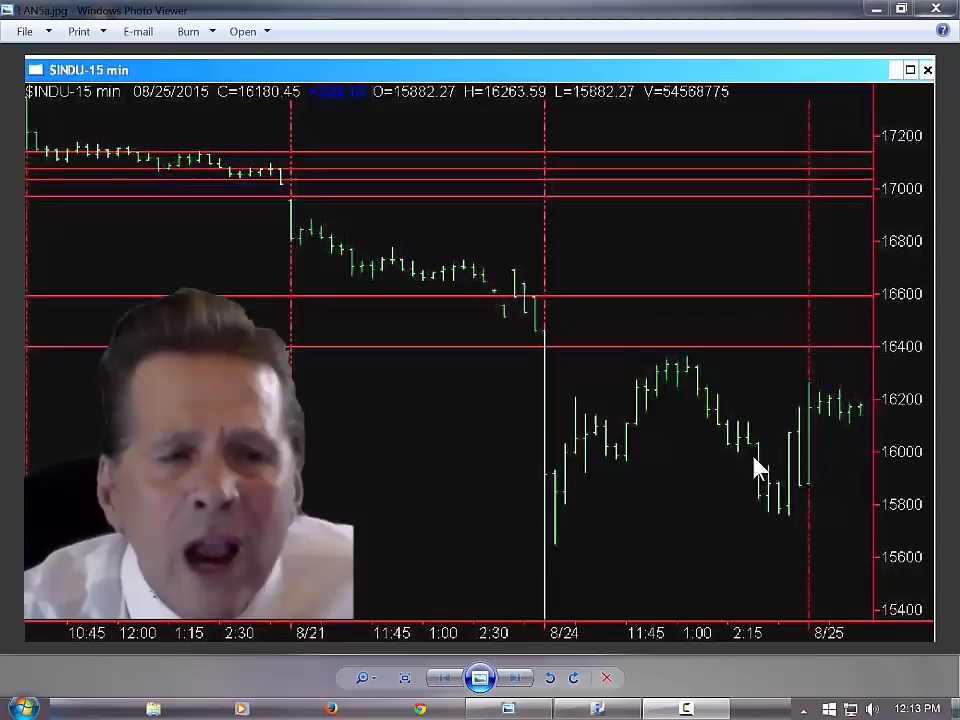 ! AN5a.jpg - Windows Photo Viewer
File Print E-mail Burn Open
$INDU-15 min
$INDU-15 min 08/25/2015 C=16180.45 O=15882.27 H=16263.59 L=15882.27 V=54568775
17200
17000
16800
16600
16400
16200
16000
15800
15600
15400
10:45 12:00 1:15 2:30 8/21 11:45 1:00 2:30 8/24 11:45 1:00 2:15 8/25
12:13 PM